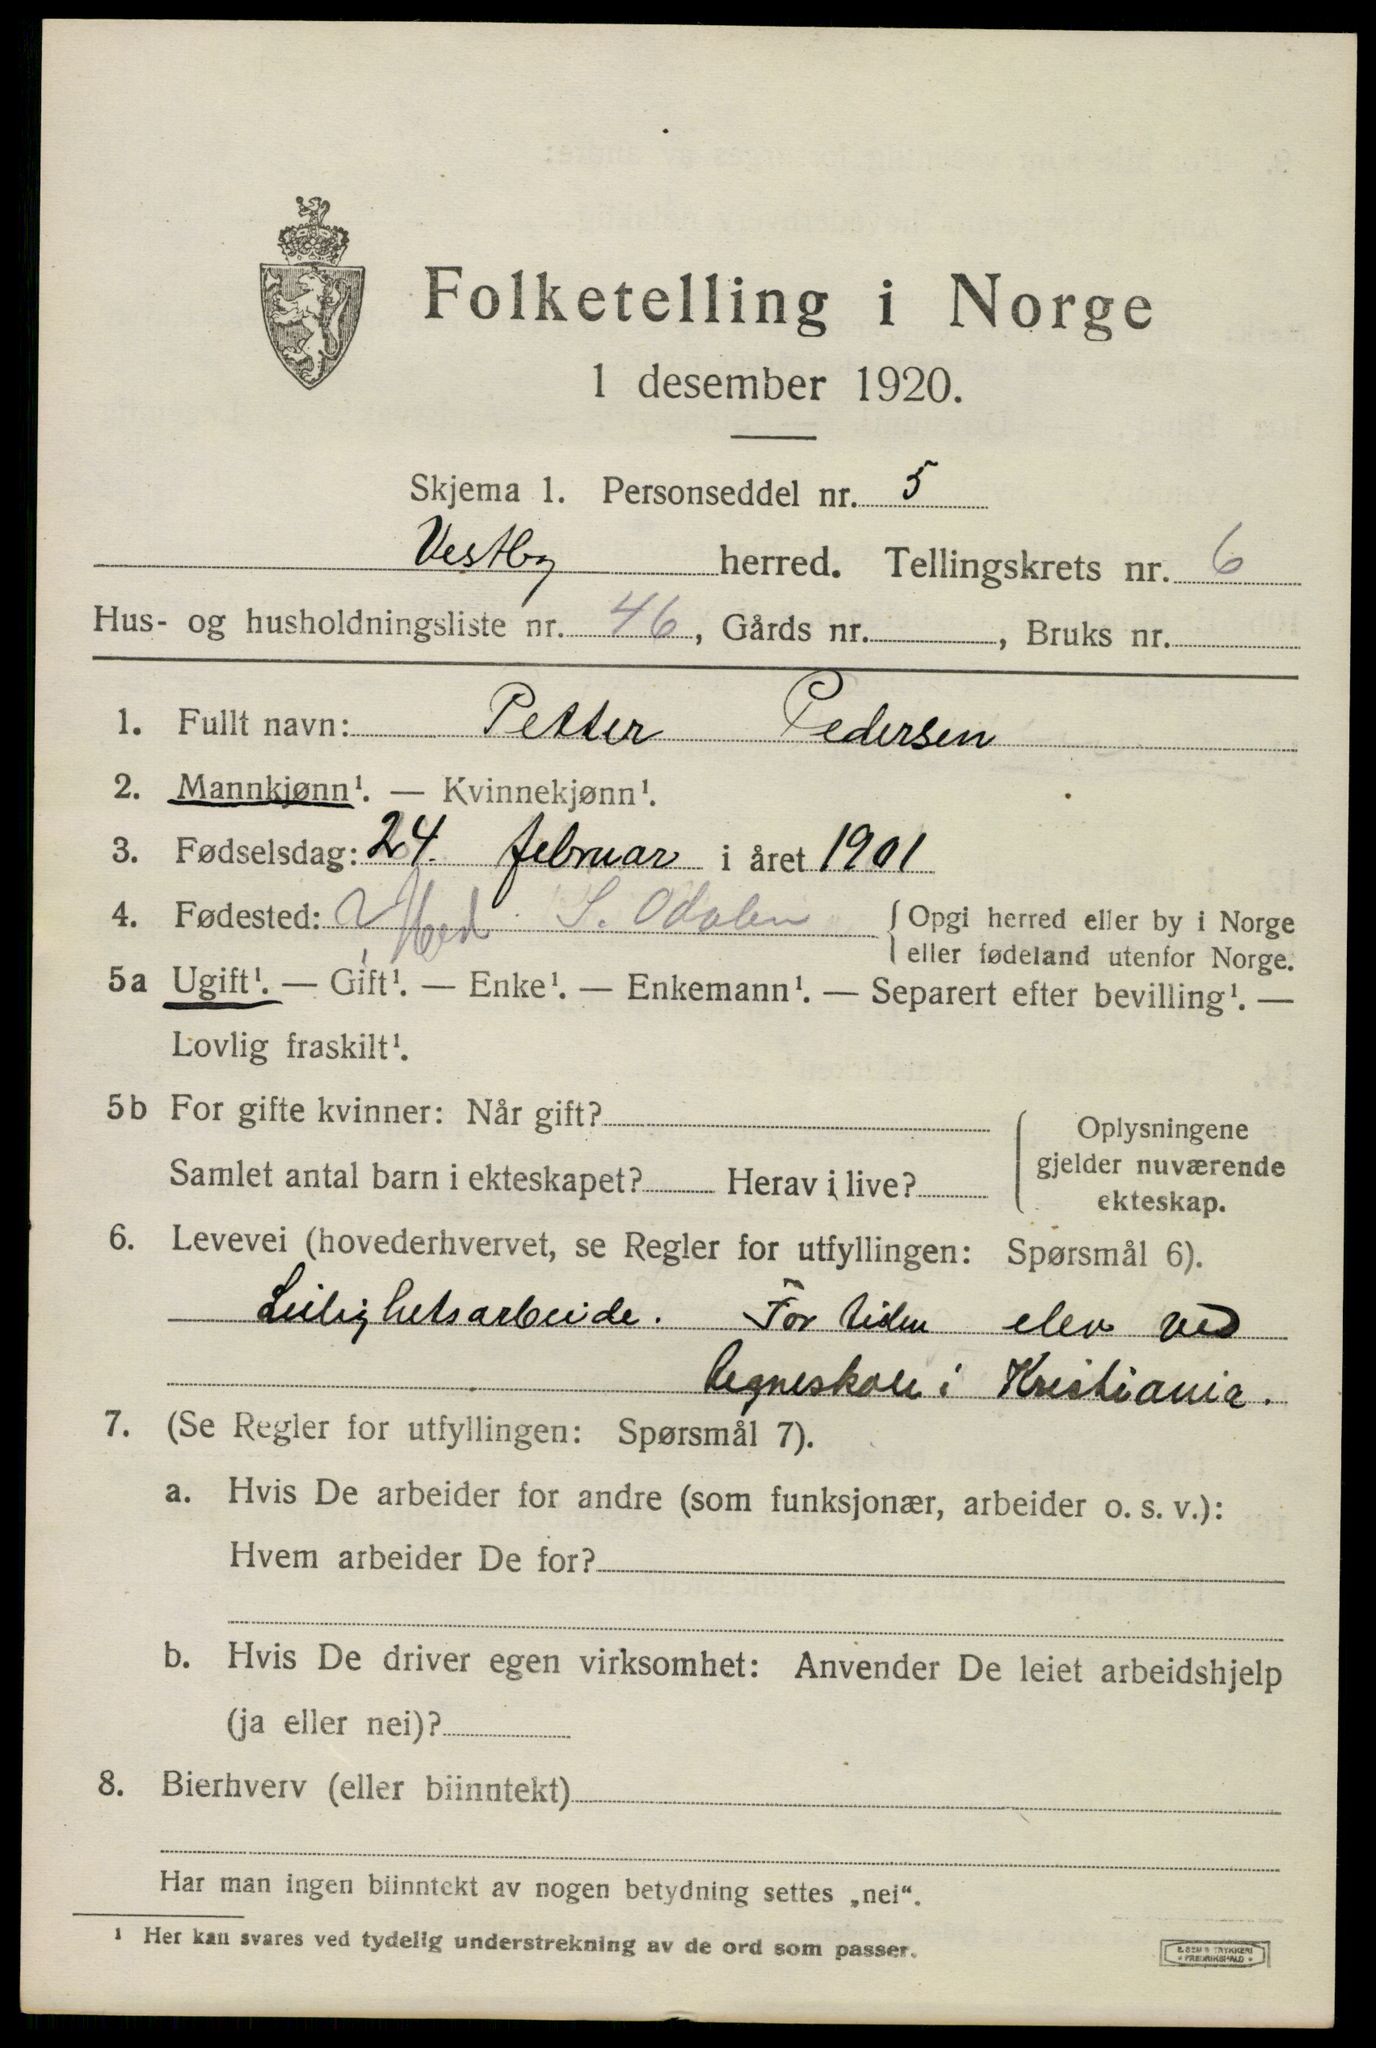 Folketelling i Norge
1 desember 1920.
Skjema 1. Personseddel nr. 5
Vestby herred. Tellingskrets nr. 6
Hus- og husholdningsliste nr. 46, Gårds nr. , Bruks nr.
1. Fullt navn: Petter Pedersen
2. Mannkjønn¹. — Kvinnekjønn¹.
3. Fødselsdag: 24. februar i året 1901
4. Fødested: Hed S. Odalen { Opgi herred eller by i Norge
eller fødeland utenfor Norge.
5a Ugift¹. — Gift¹. — Enke¹. — Enkemann¹. — Separert efter bevilling¹. —
Lovlig fraskilt¹.
5b For gifte kvinner: Når gift?
Samlet antal barn i ekteskapet? Herav i live?
Oplysningene
gjelder nuværende
ekteskap.
6. Levevei (hovederhvervet, se Regler for utfyllingen: Spørsmål 6).
Leilighetsarbeide. For tiden elev ved
tegneskole i Kristiania.
7. (Se Regler for utfyllingen: Spørsmål 7).
a. Hvis De arbeider for andre (som funksjonær, arbeider o. s. v.):
Hvem arbeider De for?
b. Hvis De driver egen virksomhet: Anvender De leiet arbeidshjelp
(ja eller nei)?
8. Bierhverv (eller biinntekt)
Har man ingen biinntekt av nogen betydning settes „nei“.
¹ Her kan svares ved tydelig understrekning av de ord som passer.
E. SEM'S TRYKKERI
FREDRIKSHALD